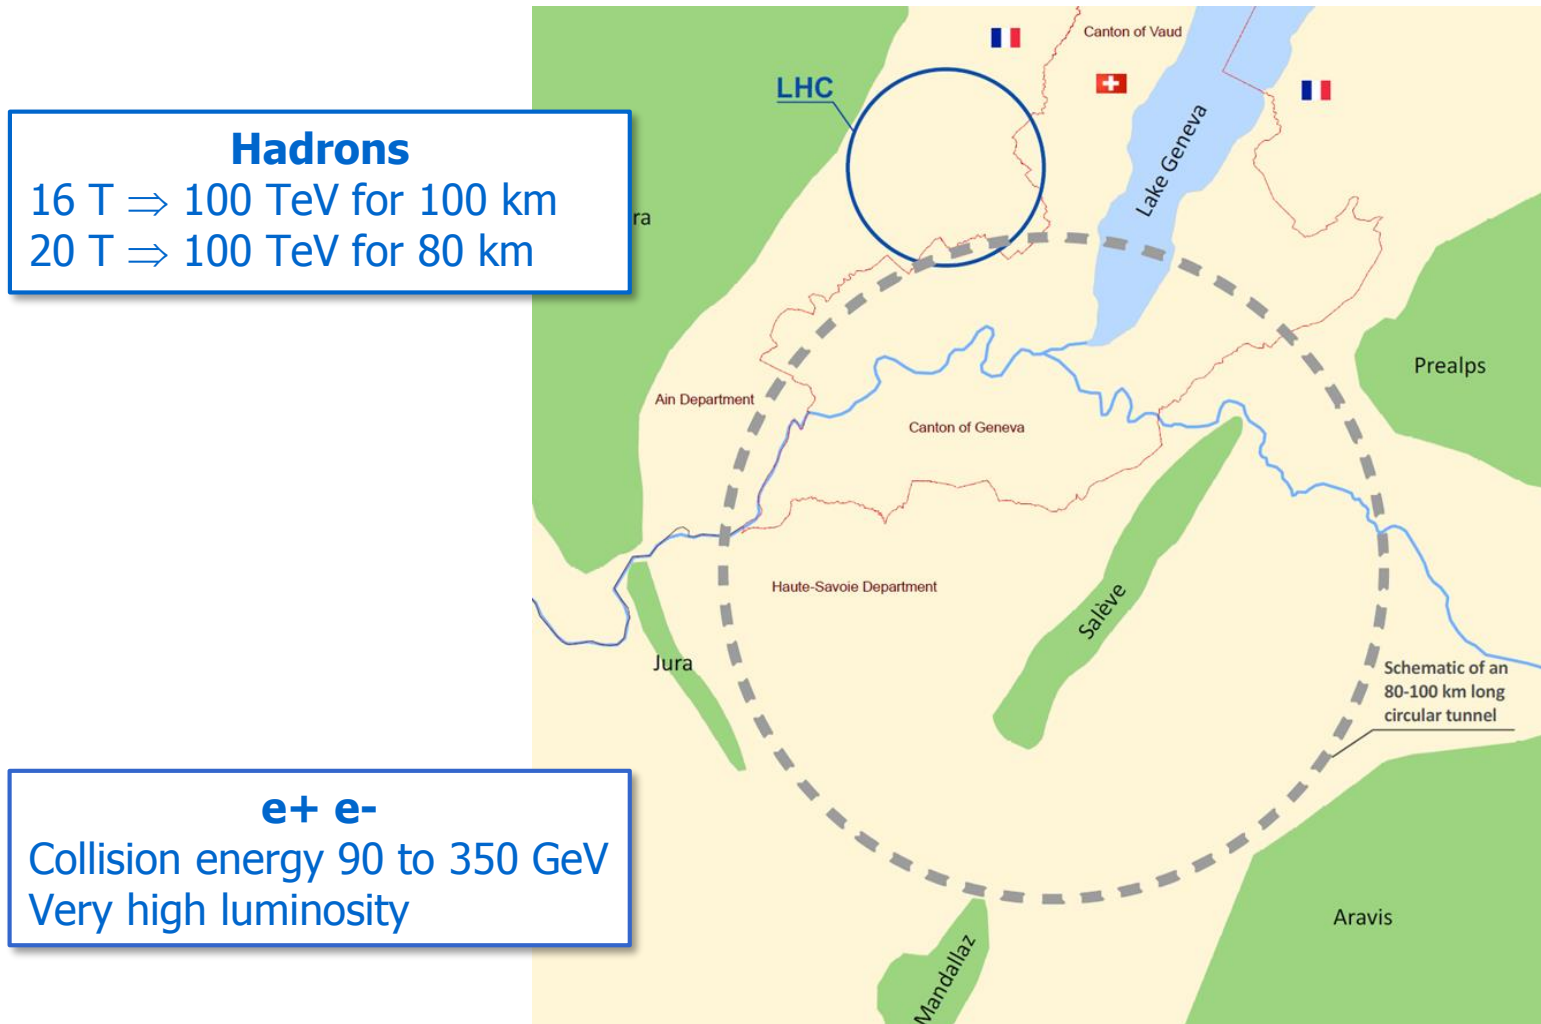 Hadrons
16 T ⇒ 100 TeV for 100 km
20 T ⇒ 100 TeV for 80 km
e+ e-
Collision energy 90 to 350 GeV
Very high luminosity
LHC
Canton of Vaud
Lake Geneva
ra
Prealps
Ain Department
Canton of Geneva
Haute-Savoie Department
Salève
Jura
Schematic of an
80-100 km long
circular tunnel
Aravis
Mandallaz